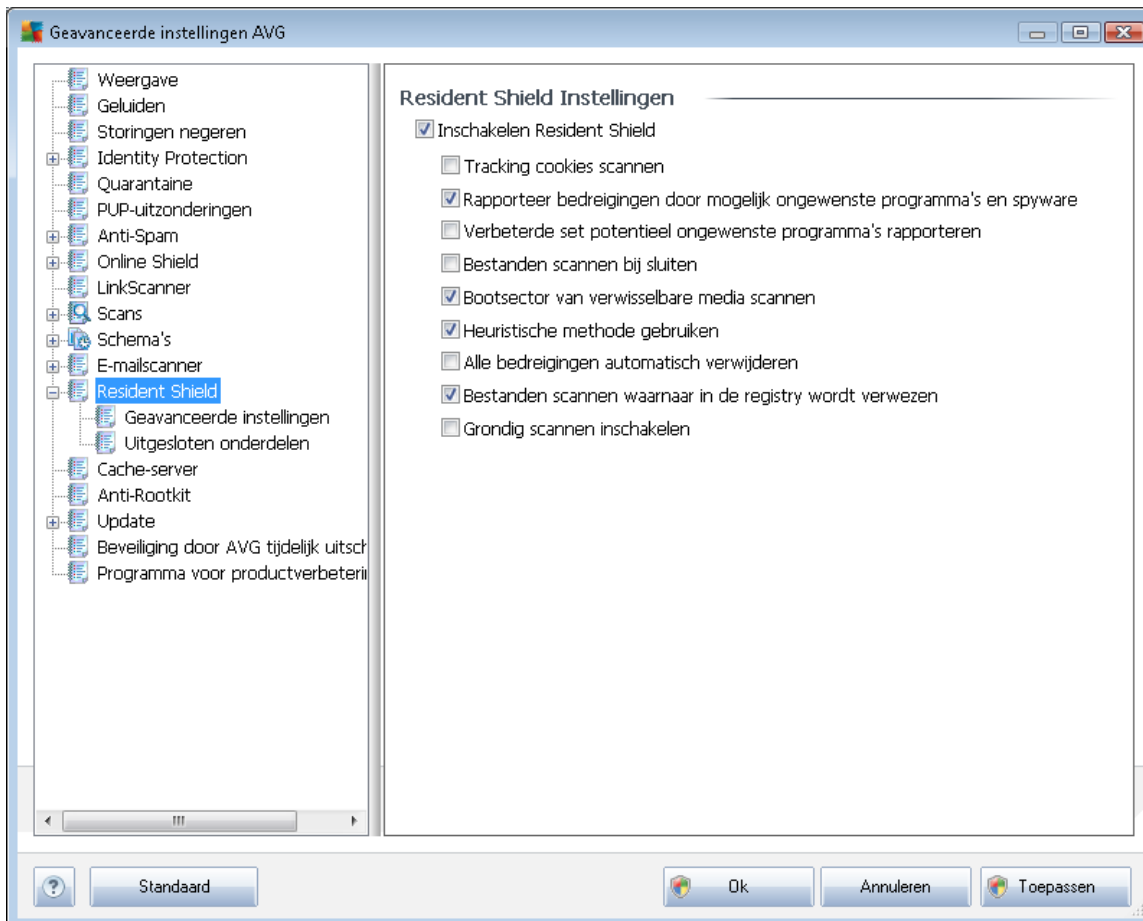 Geavanceerde instellingen AVG
Weergave
Geluiden
Storingen negeren
Identity Protection
Quarantaine
PUP-uitzonderingen
Anti-Spam
Online Shield
LinkScanner
Scans
Schema's
E-mailscanner
Resident Shield
Geavanceerde instellingen
Uitgesloten onderdelen
Cache-server
Anti-Rootkit
Update
Beveiliging door AVG tijdelijk uitsch
Programma voor productverbeterin
Resident Shield Instellingen
Inschakelen Resident Shield
Tracking cookies scannen
Rapporteer bedreigingen door mogelijk ongewenste programma's en spyware
Verbeterde set potentieel ongewenste programma's rapporteren
Bestanden scannen bij sluiten
Bootsector van verwisselbare media scannen
Heuristische methode gebruiken
Alle bedreigingen automatisch verwijderen
Bestanden scannen waarnaar in de registry wordt verwezen
Grondig scannen inschakelen
?
Standaard
Ok
Annuleren
Toepassen